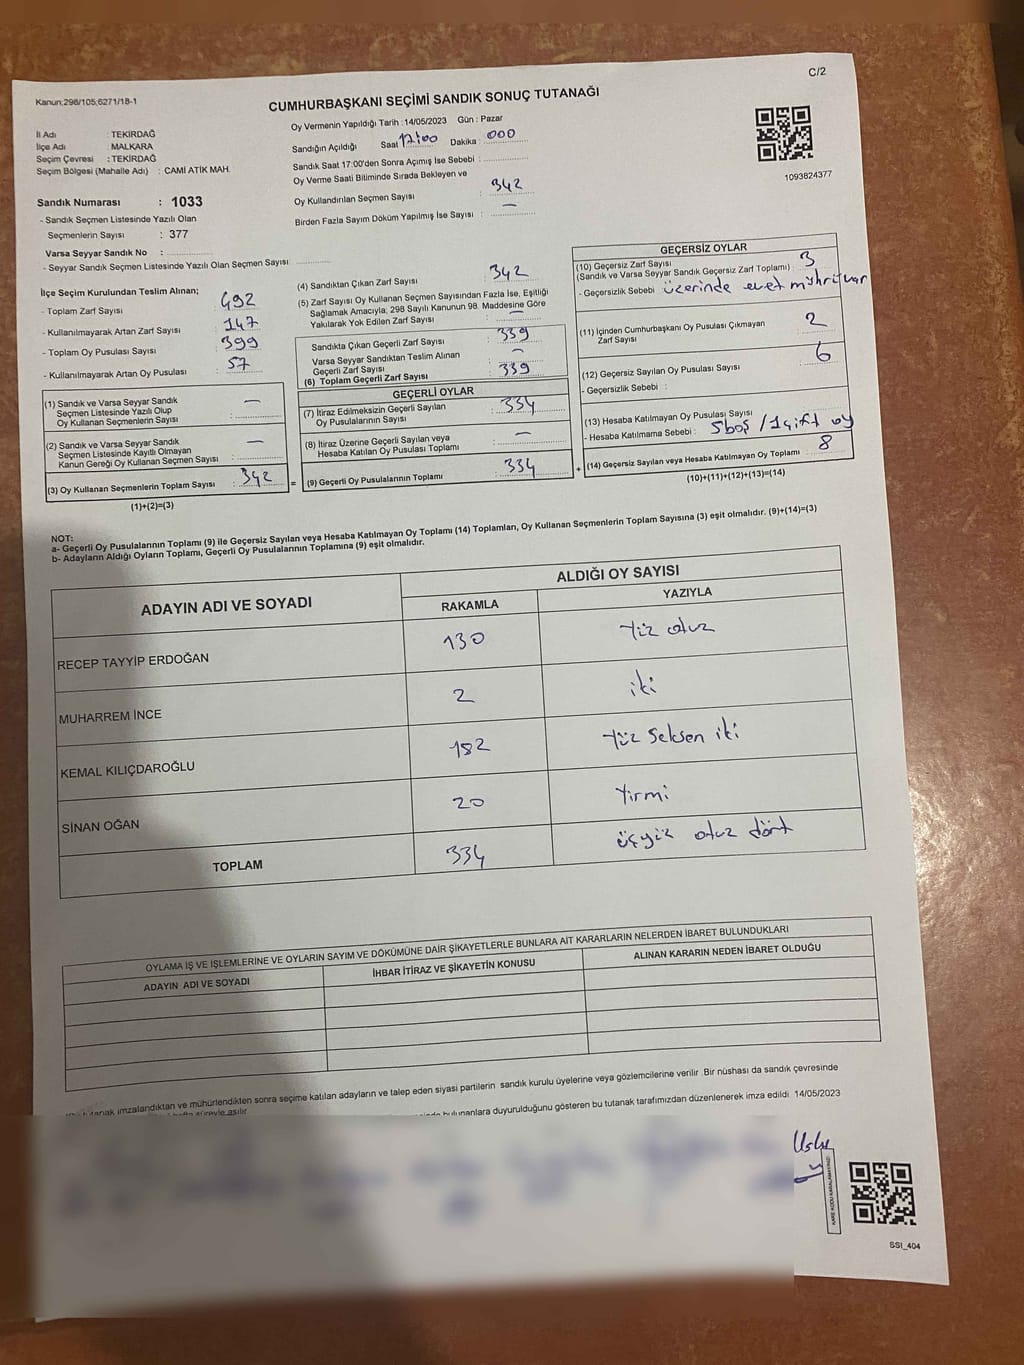 C/2
Kanun;298/105;6271/18-1
CUMHURBAŞKANI SEÇİMİ SANDIK SONUÇ TUTANAĞI
İl Adı : TEKİRDAĞ
İlçe Adı : MALKARA
Seçim Çevresi : TEKİRDAĞ
Seçim Bölgesi (Mahalle Adı) : CAMİ ATİK MAH.
Sandık Numarası : 1033
- Sandık Seçmen Listesinde Yazılı Olan
Seçmenlerin Sayısı : 377
Varsa Seyyar Sandık No :
- Seyyar Sandık Seçmen Listesinde Yazılı Olan Seçmen Sayısı:
Oy Vermenin Yapıldığı Tarih :14/05/2023 Gün : Pazar
Sandığın Açıldığı Saat 17:00 Dakika : 000
Sandık Saat 17:00'den Sonra Açımış İse Sebebi :
Oy Verme Saati Bitiminde Sırada Bekleyen ve
Oy Kullandırılan Seçmen Sayısı : 342
Birden Fazla Sayım Döküm Yapılmış İse Sayısı : —
1093824377
İlçe Seçim Kurulundan Teslim Alınan;
- Toplam Zarf Sayısı : 492
- Kullanılmayarak Artan Zarf Sayısı : 147
- Toplam Oy Pusulası Sayısı : 399
- Kullanılmayarak Artan Oy Pusulası : 57
(1) Sandık ve Varsa Seyyar Sandık
Seçmen Listesinde Yazılı Olup
Oy Kullanan Seçmenlerin Sayısı : —
(2) Sandık ve Varsa Seyyar Sandık
Seçmen Listesinde Kayıtlı Olmayan
Kanun Gereği Oy Kullanan Seçmen Sayısı : —
(3) Oy Kullanan Seçmenlerin Toplam Sayısı : 342
(1)+(2)=(3)
(4) Sandıktan Çıkan Zarf Sayısı : 342
(5) Zarf Sayısı Oy Kullanan Seçmen Sayısından Fazla İse, Eşitliği
Sağlamak Amacıyla; 298 Sayılı Kanunun 98. Maddesine Göre
Yakılarak Yok Edilen Zarf Sayısı : —
Sandıkta Çıkan Geçerli Zarf Sayısı : 339
Varsa Seyyar Sandıktan Teslim Alınan
Geçerli Zarf Sayısı : —
(6) Toplam Geçerli Zarf Sayısı : 339
GEÇERLİ OYLAR
(7) İtiraz Edilmeksizin Geçerli Sayılan
Oy Pusulalarının Sayısı : 334
(8) İtiraz Üzerine Geçerli Sayılan veya
Hesaba Katılan Oy Pusulası Toplamı : —
(9) Geçerli Oy Pusulalarının Toplamı : 334
GEÇERSİZ OYLAR
(10) Geçersiz Zarf Sayısı
(Sandık ve Varsa Seyyar Sandık Geçersiz Zarf Toplamı) : 3
- Geçersizlik Sebebi : üzerinde evet mührü var
(11) İçinden Cumhurbaşkanı Oy Pusulası Çıkmayan
Zarf Sayısı : 2
(12) Geçersiz Sayılan Oy Pusulası Sayısı : 6
- Geçersizlik Sebebi :
(13) Hesaba Katılmayan Oy Pusulası Sayısı
- Hesaba Katılmama Sebebi : 5boş / 1çift oy
(14) Geçersiz Sayılan veya Hesaba Katılmayan Oy Toplamı : 8
(10)+(11)+(12)+(13)=(14)
NOT:
a- Geçerli Oy Pusulalarının Toplamı (9) ile Geçersiz Sayılan veya Hesaba Katılmayan Oy Toplamı (14) Toplamları, Oy Kullanan Seçmenlerin Toplam Sayısına (3) eşit olmalıdır. (9)+(14)=(3)
b- Adayların Aldığı Oyların Toplamı, Geçerli Oy Pusulalarının Toplamına (9) eşit olmalıdır.
ADAYIN ADI VE SOYADI ALDIĞI OY SAYISI
RAKAMLA YAZIYLA
RECEP TAYYİP ERDOĞAN 130 Yüz otuz
MUHARREM İNCE 2 iki
KEMAL KILIÇDAROĞLU 182 Yüz Seksen iki
SİNAN OĞAN 20 Yirmi
TOPLAM 334 üçyüz otuz dört
OYLAMA İŞ VE İŞLEMLERİNE VE OYLARIN SAYIM VE DÖKÜMÜNE DAİR ŞİKAYETLERLE BUNLARA AİT KARARLARIN NELERDEN İBARET BULUNDUKLARI
ADAYIN ADI VE SOYADI İHBAR İTİRAZ VE ŞİKAYETİN KONUSU ALINAN KARARIN NEDEN İBARET OLDUĞU
tutanak imzalandıktan ve mühürlendikten sonra seçime katılan adayların ve talep eden siyasi partilerin sandık kurulu üyelerine veya gözlemcilerine verilir. Bir nüshası da sandık çevresinde
bulunanlara duyurulduğunu gösteren bu tutanak tarafımızdan düzenlenerek imza edildi. 14/05/2023
KARE KODU KARALAMAYINIZ!
SSI_404